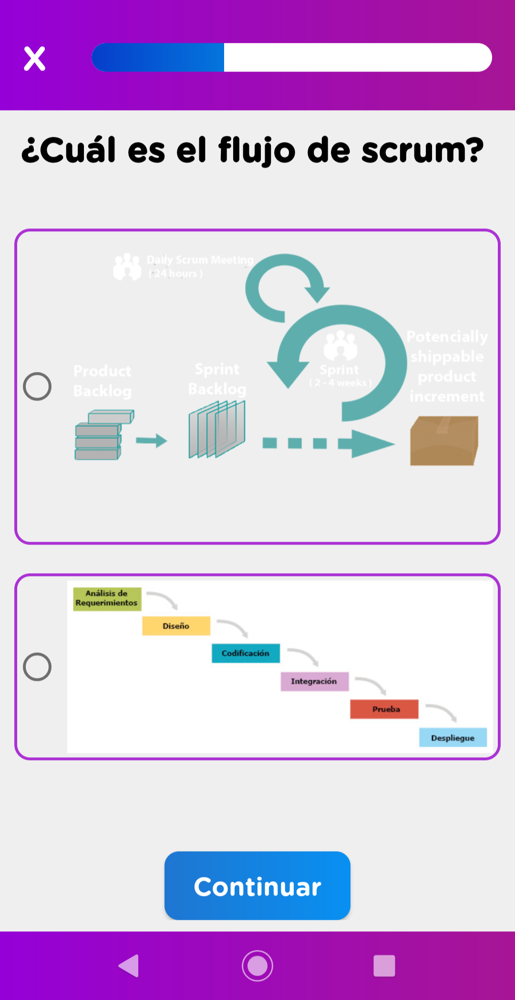 X
¿Cuál es el flujo de scrum?
Daily Scrum Meeting
( 24 hours )
Product
Backlog
Sprint
Backlog
Sprint
( 2 - 4 weeks )
Potencially
shippable
product
increment
Análisis de
Requerimientos
Diseño
Codificación
Integración
Prueba
Despliegue
Continuar